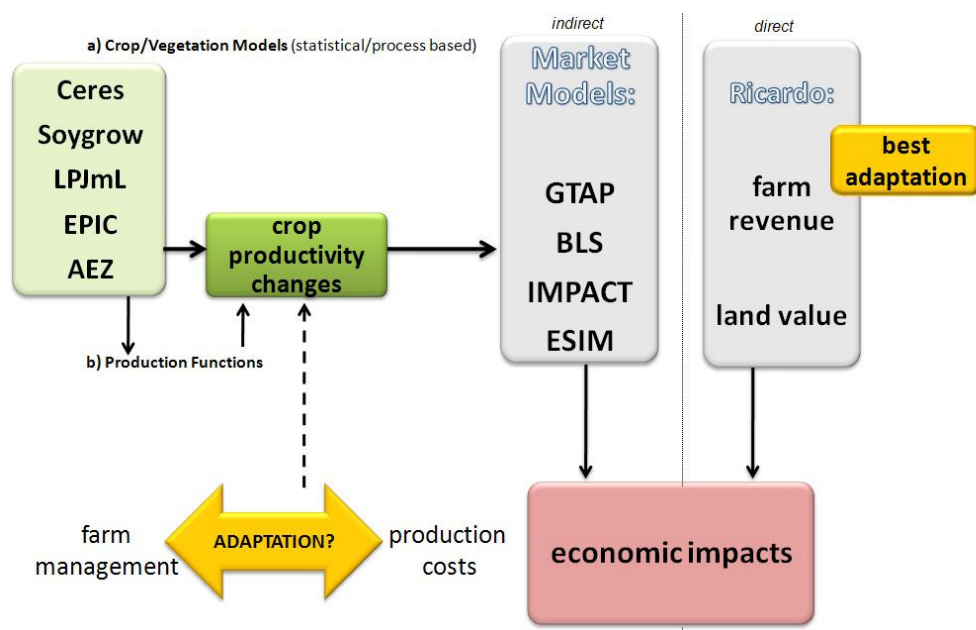 indirect
direct
a) Crop/Vegetation Models (statistical/process based)
Ceres
Soygrow
LPJmL
EPIC
AEZ
crop
productivity
changes
b) Production Functions
Market
Models:
GTAP
BLS
IMPACT
ESIM
Ricardo:
best
adaptation
farm
revenue
land value
farm
management
ADAPTATION?
production
costs
economic impacts